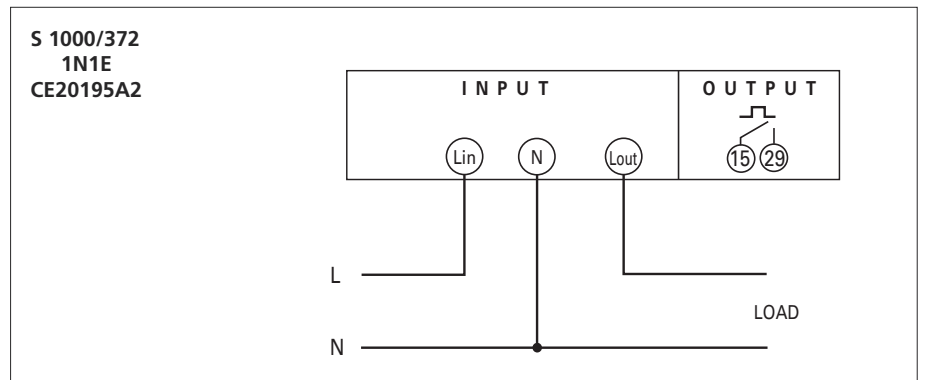 S 1000/372
1N1E
CE20195A2
INPUT
OUTPUT
Lin
N
Lout
15
29
L
LOAD
N